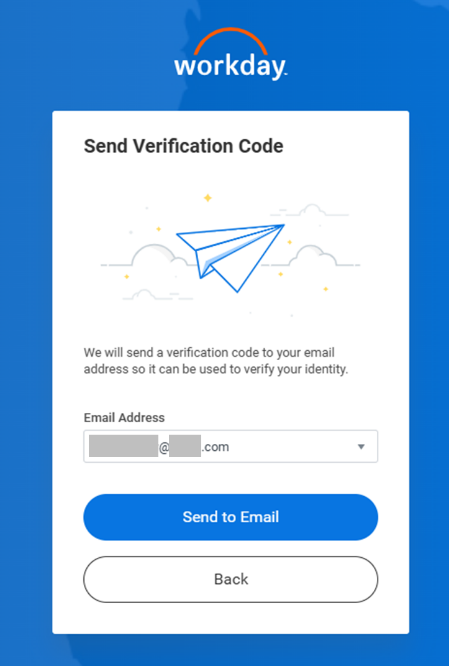 workday.
Send Verification Code
We will send a verification code to your email
address so it can be used to verify your identity.
Email Address
@ .com
Send to Email
Back